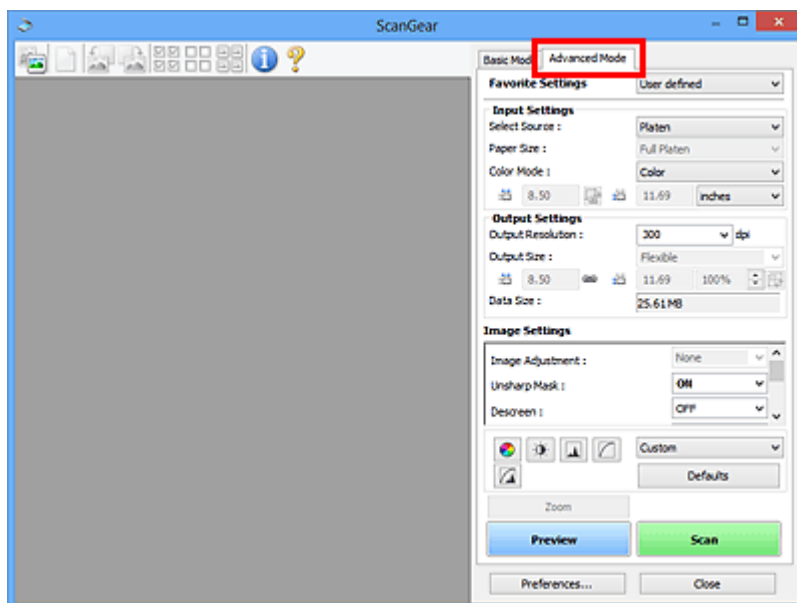 ScanGear
Basic Mod Advanced Mode
Favorite Settings User defined
Input Settings
Select Source : Platen
Paper Size : Full Platen
Color Mode : Color
8.50 11.69 inches
Output Settings
Output Resolution : 300 dpi
Output Size : Flexible
8.50 11.69 100%
Data Size : 25.61MB
Image Settings
Image Adjustment : None
Unsharp Mask : ON
Descreen : OFF
Custom
Defaults
Zoom
Preview Scan
Preferences... Close